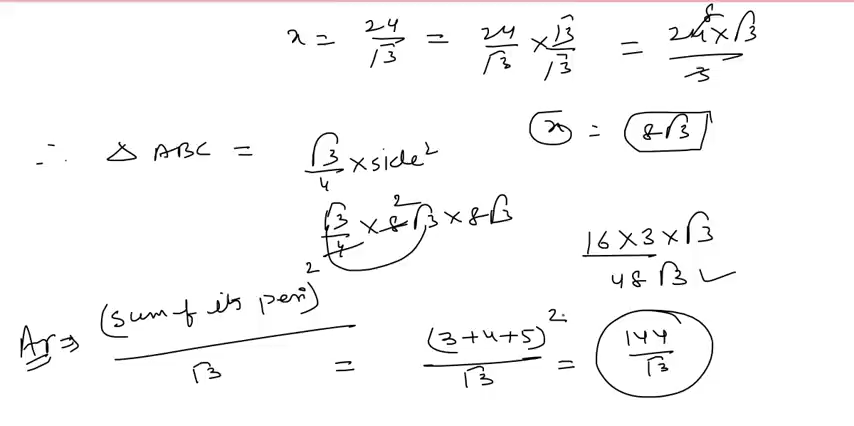 x = 24/√3 = 24/√3 × √3/√3 = 24 8 × √3/3
x = 8√3
∴ △ ABC = √3/4 × side²
√3/4 × 8 2 √3 × 8√3
16 × 3 × √3
48 √3 ✓
Ar ⇒ (sum of its per)²/√3 = (3+4+5)²/√3 = 144/√3